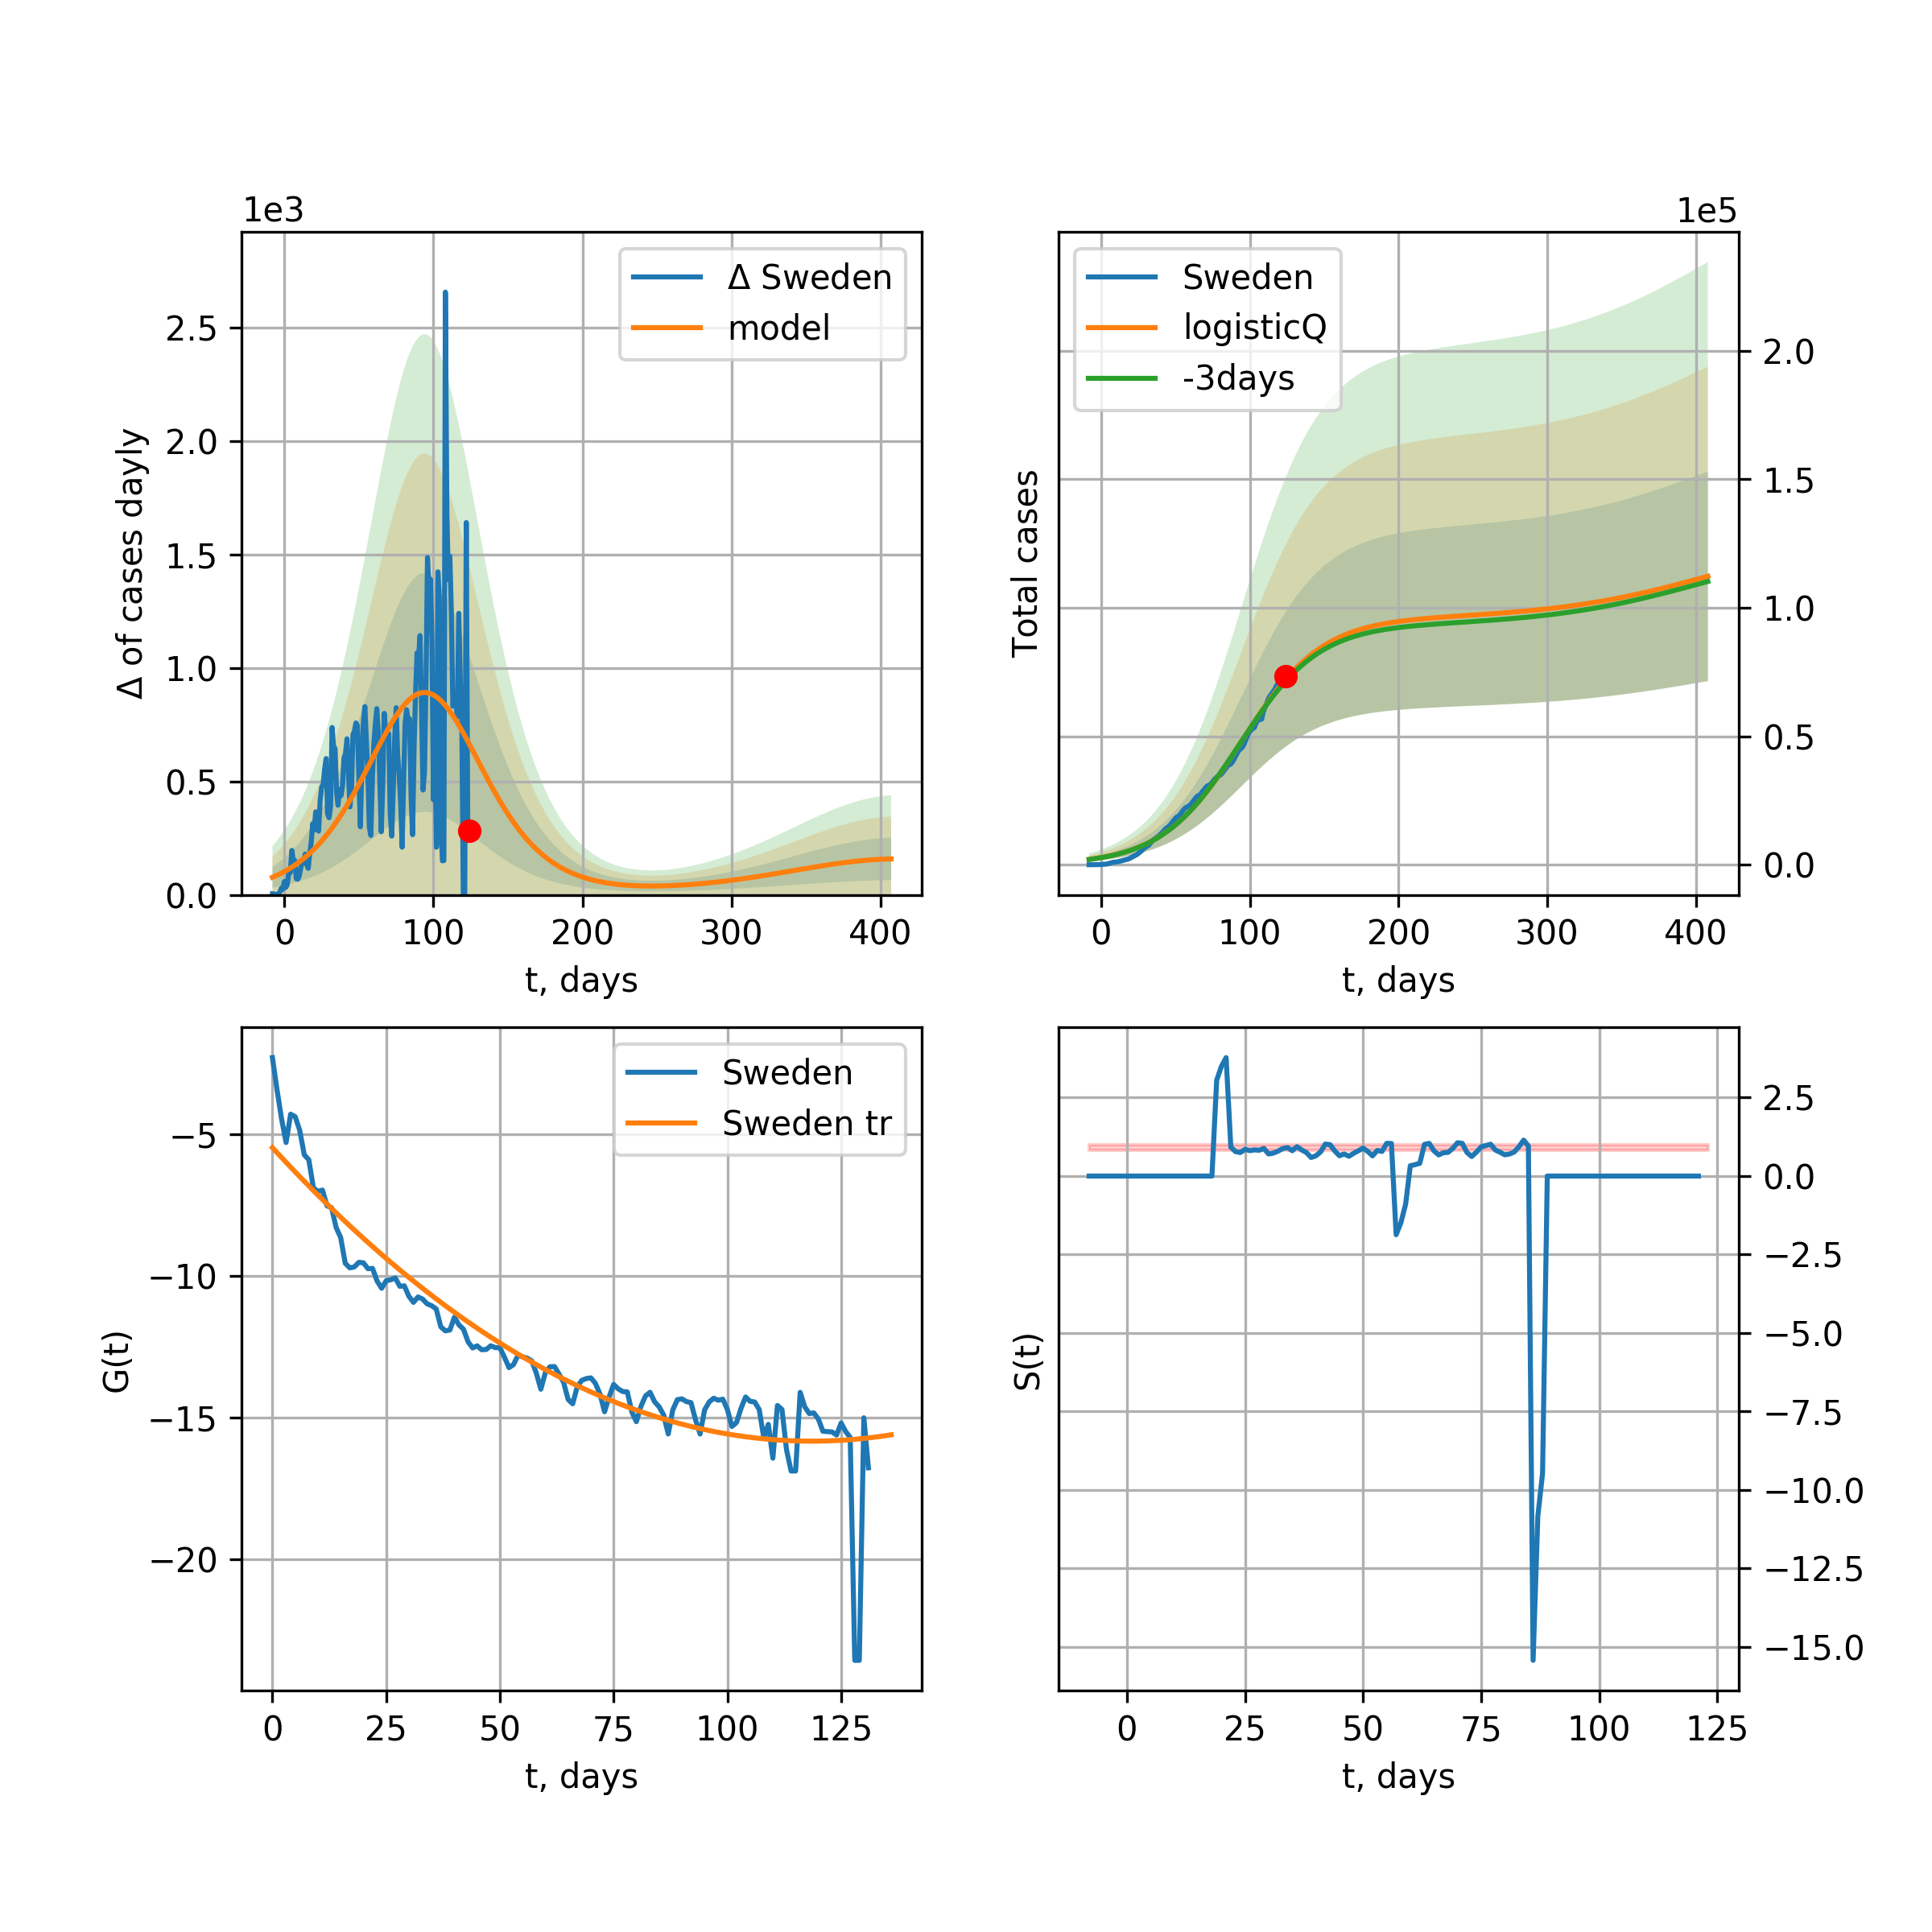 1e3
Δ Sweden
model
2.5
2.0
1.5
1.0
0.5
0.0
Δ of cases dayly
0 100 200 300 400
t, days
1e5
Sweden
logisticQ
-3days
2.0
1.5
1.0
0.5
0.0
Total cases
0 100 200 300 400
t, days
Sweden
Sweden tr
−5
−10
−15
−20
G(t)
0 25 50 75 100 125
t, days
2.5
0.0
−2.5
−5.0
−7.5
−10.0
−12.5
−15.0
S(t)
0 25 50 75 100 125
t, days